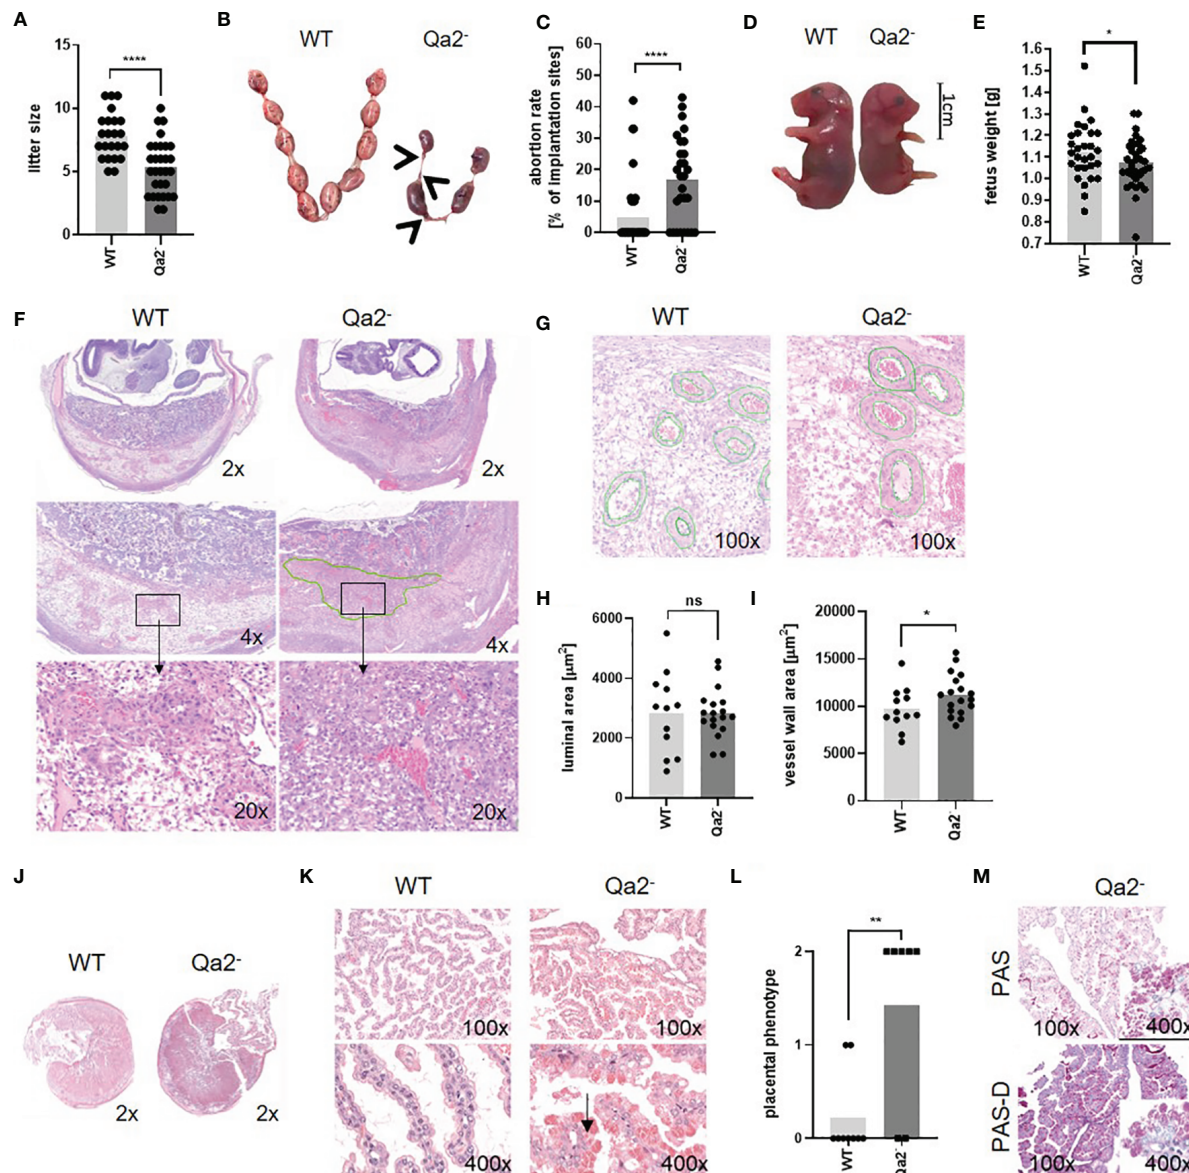 A
litter size
15
10
5
0
****
WT
Qa2-
B
WT
Qa2-
C
abortion rate
[% of implantation sites]
60
50
40
30
20
10
0
****
WT
Qa2-
D
WT
Qa2-
1cm
E
fetus weight [g]
1.6
1.5
1.4
1.3
1.2
1.1
1.0
0.9
0.8
0.7
*
WT
Qa2-
F
WT
Qa2-
2x
2x
4x
4x
20x
20x
G
WT
Qa2-
100x
100x
H
luminal area [µm²]
6000
4000
2000
0
ns
WT
Qa2-
I
vessel wall area [µm²]
20000
15000
10000
5000
0
*
WT
Qa2-
J
WT
Qa2-
2x
2x
K
WT
Qa2-
100x
100x
400x
400x
L
placental phenotype
2
1
0
**
WT
Qa2-
M
Qa2-
PAS
100x
400x
PAS-D
100x
400x